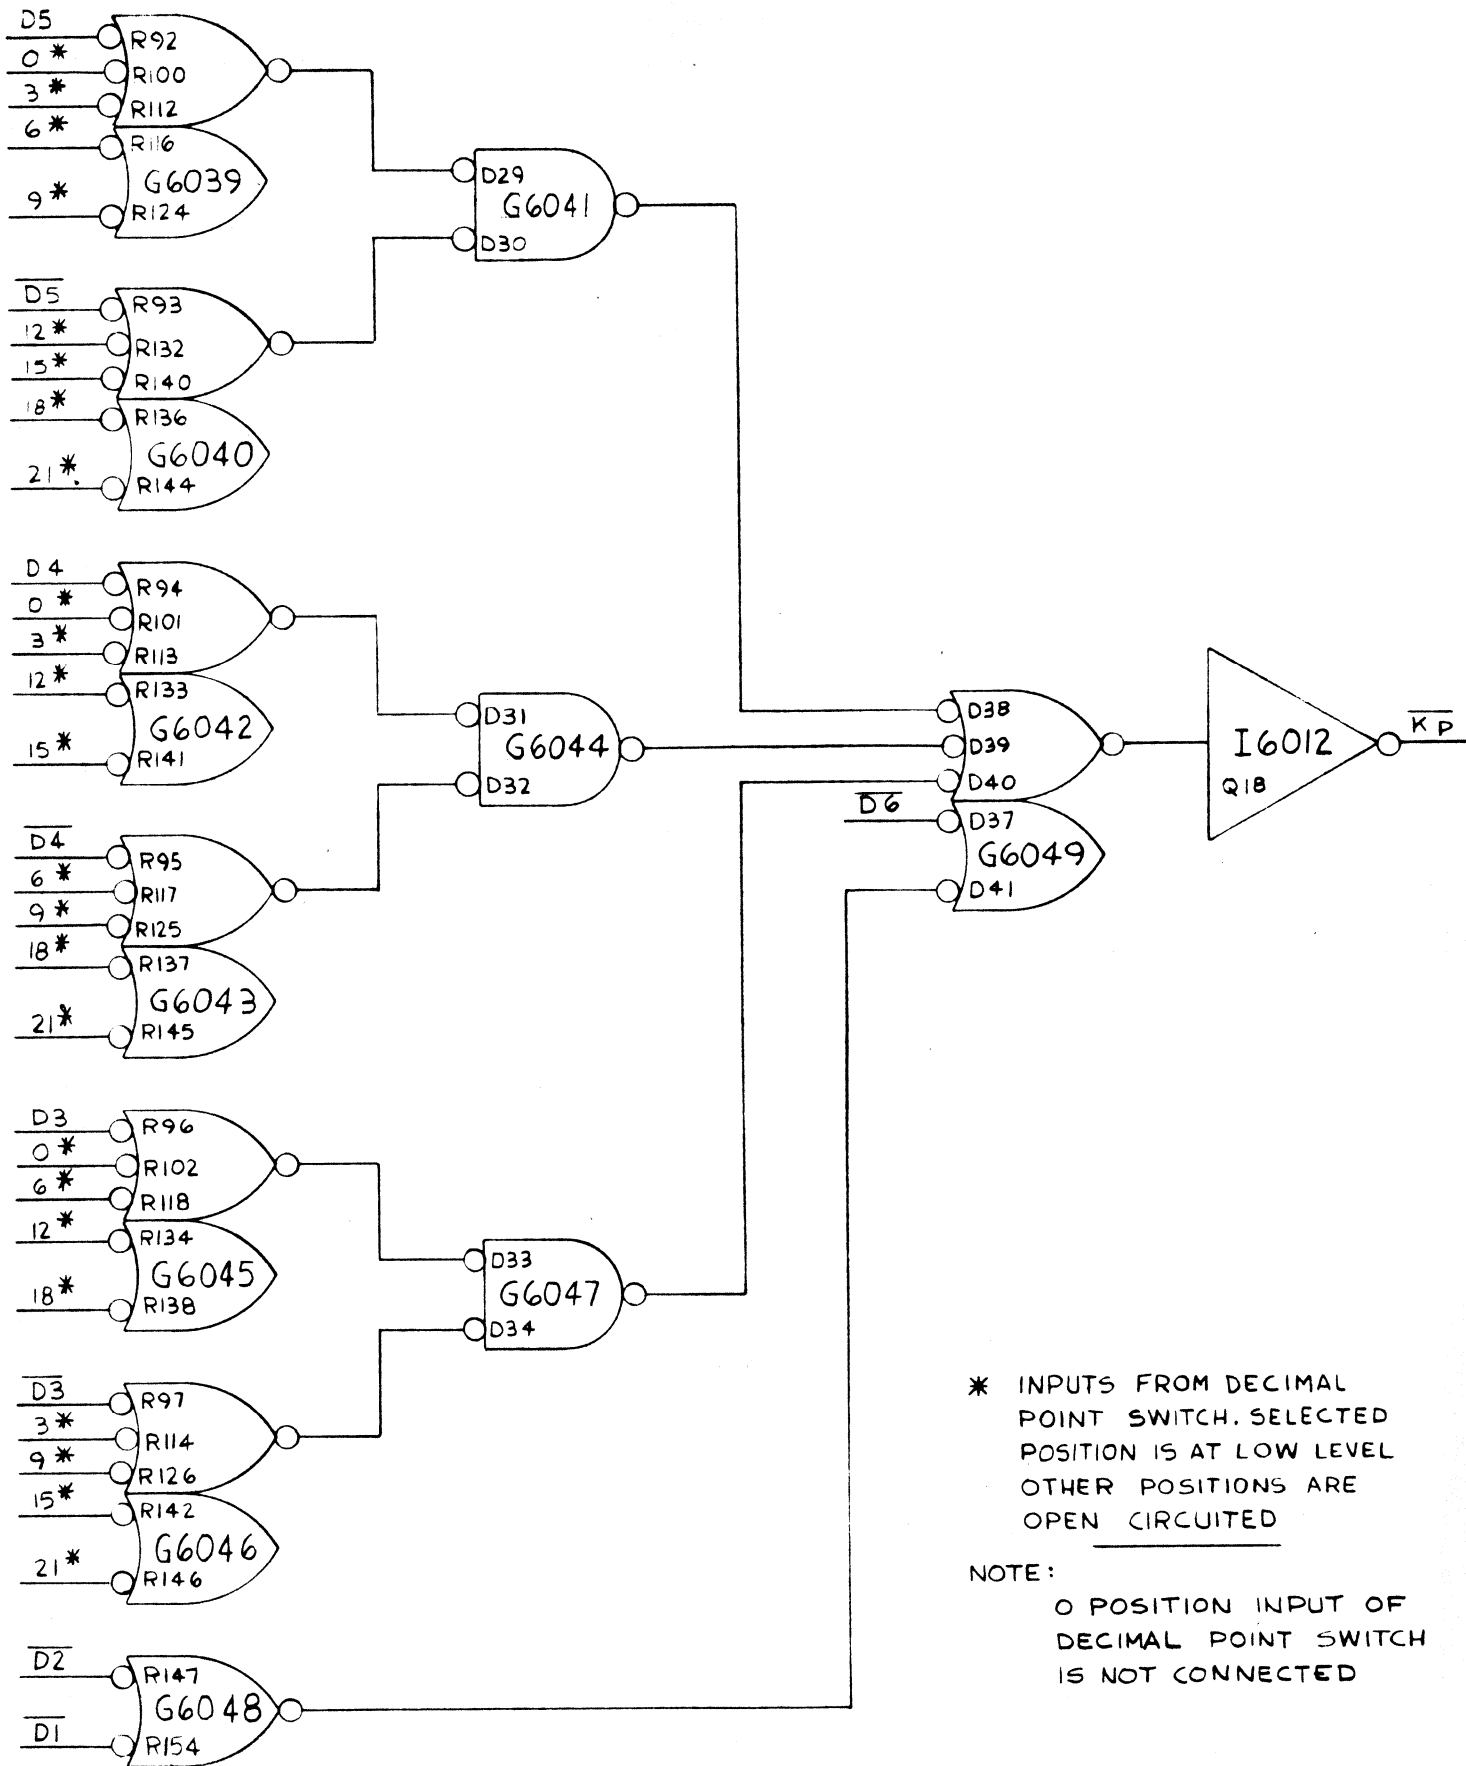 D5
R92
0*
R100
3*
R112
6*
R116
G6039
9*
R124
D29
G6041
D30
D5
R93
12*
R132
15*
R140
18*
R136
G6040
21*
R144
D4
R94
0*
R101
3*
R113
12*
R133
G6042
15*
R141
D31
G6044
D32
D4
R95
6*
R117
9*
R125
18*
R137
G6043
21*
R145
D38
D39
D40
D6
D37
G6049
D41
I6012
Q18
KP
D3
R96
0*
R102
6*
R118
12*
R134
G6045
18*
R138
D33
G6047
D34
D3
R97
3*
R114
9*
R126
15*
R142
G6046
21*
R146
D2
R147
G6048
D1
R154
* INPUTS FROM DECIMAL
POINT SWITCH. SELECTED
POSITION IS AT LOW LEVEL
OTHER POSITIONS ARE
OPEN CIRCUITED
NOTE:
0 POSITION INPUT OF
DECIMAL POINT SWITCH
IS NOT CONNECTED